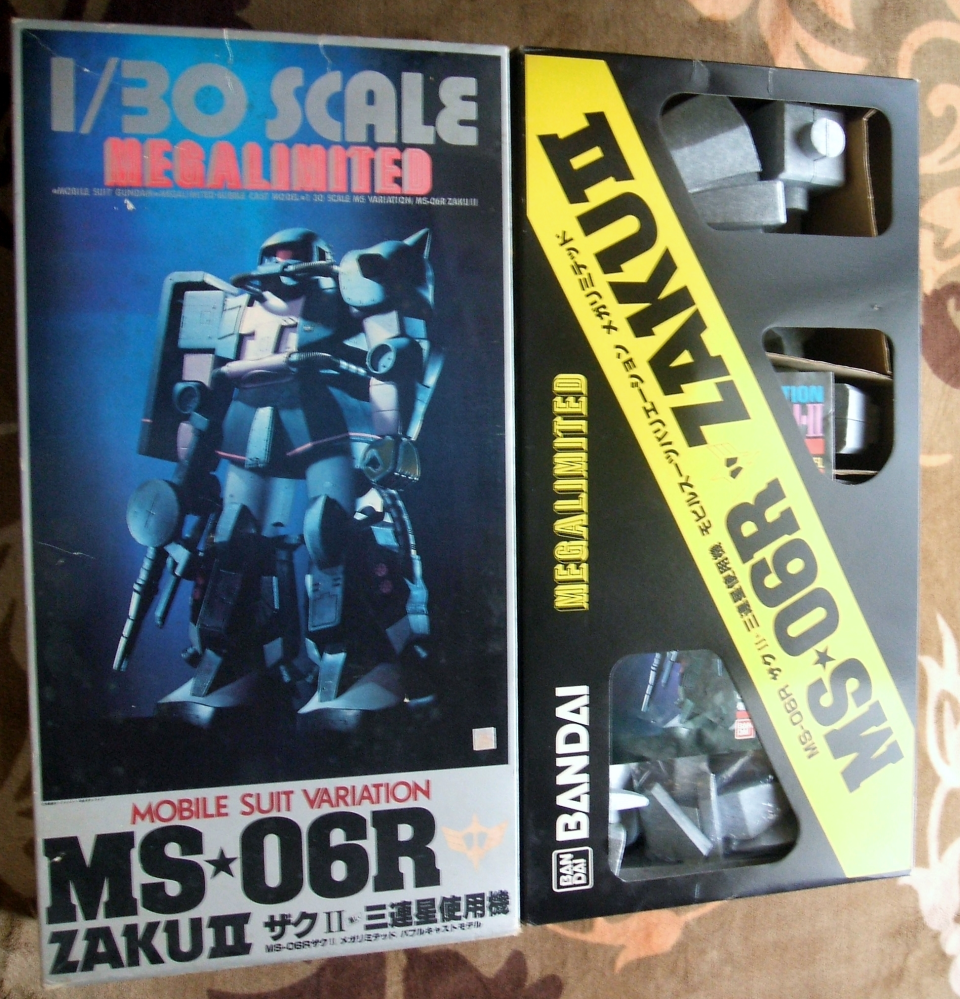 1/30 SCALE
MEGALIMITED
MOBILE SUIT VARIATION
MS★06R
ZAKUII
ザクII 三連星使用機
MS-06RザクII. メガリミテッド バブルキャストモデル
MS★06R ZAKUII
MS-06R ザクII・三連星使用機 モビルスーツバリエーション メガリミテッド
MEGALIMITED
BAN
DAI
BANDAI
TION